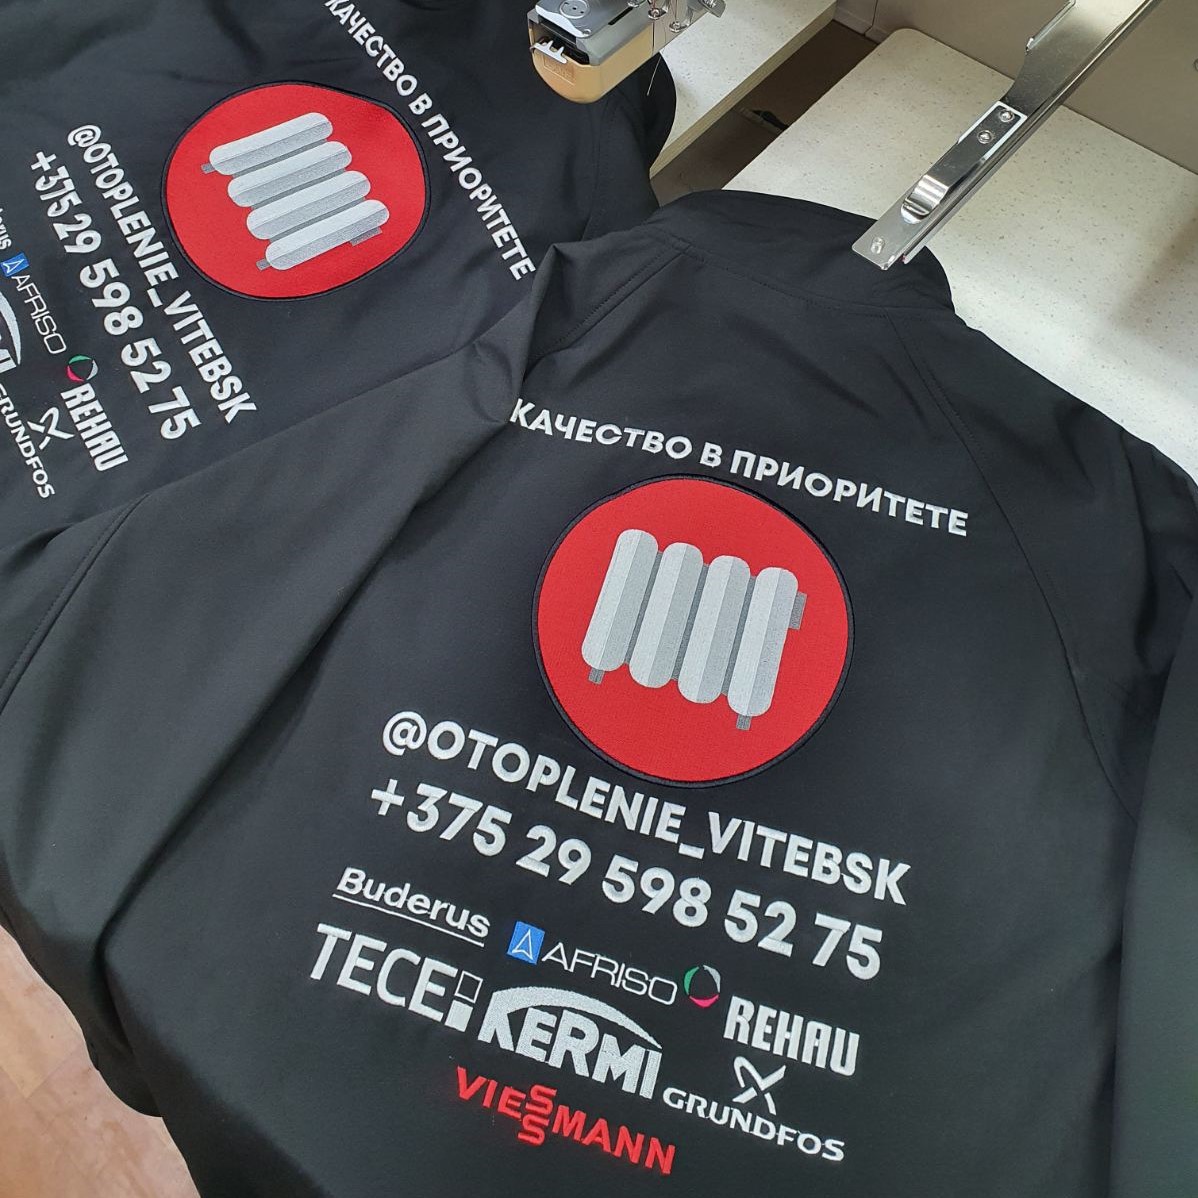 КАЧЕСТВО В ПРИОРИТЕТЕ
@OTOPLENIE_VITEBSK
+375 29 598 52 75
AFRISO
REHAU
GRUNDFOS
КАЧЕСТВО В ПРИОРИТЕТЕ
@OTOPLENIE_VITEBSK
+375 29 598 52 75
Buderus
AFRISO
REHAU
TECE
KERMI
GRUNDFOS
VIESSMANN